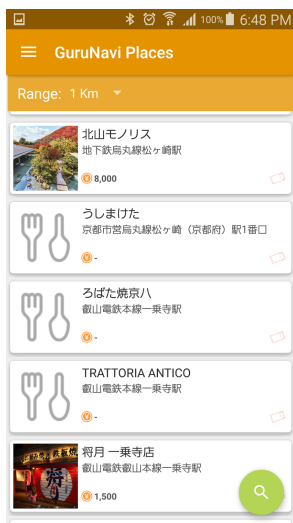 100% 6:48 PM
GuruNavi Places
Range: 1 Km
北山モノリス
地下鉄烏丸線松ヶ崎駅
8,000
うしまけた
京都市営烏丸線松ヶ崎（京都府）駅1番口
-
ろばた焼京八
叡山電鉄本線一乗寺駅
-
TRATTORIA ANTICO
叡山電鉄本線一乗寺駅
-
将月 一乗寺店
叡山電鉄叡山本線一乗寺駅
1,500